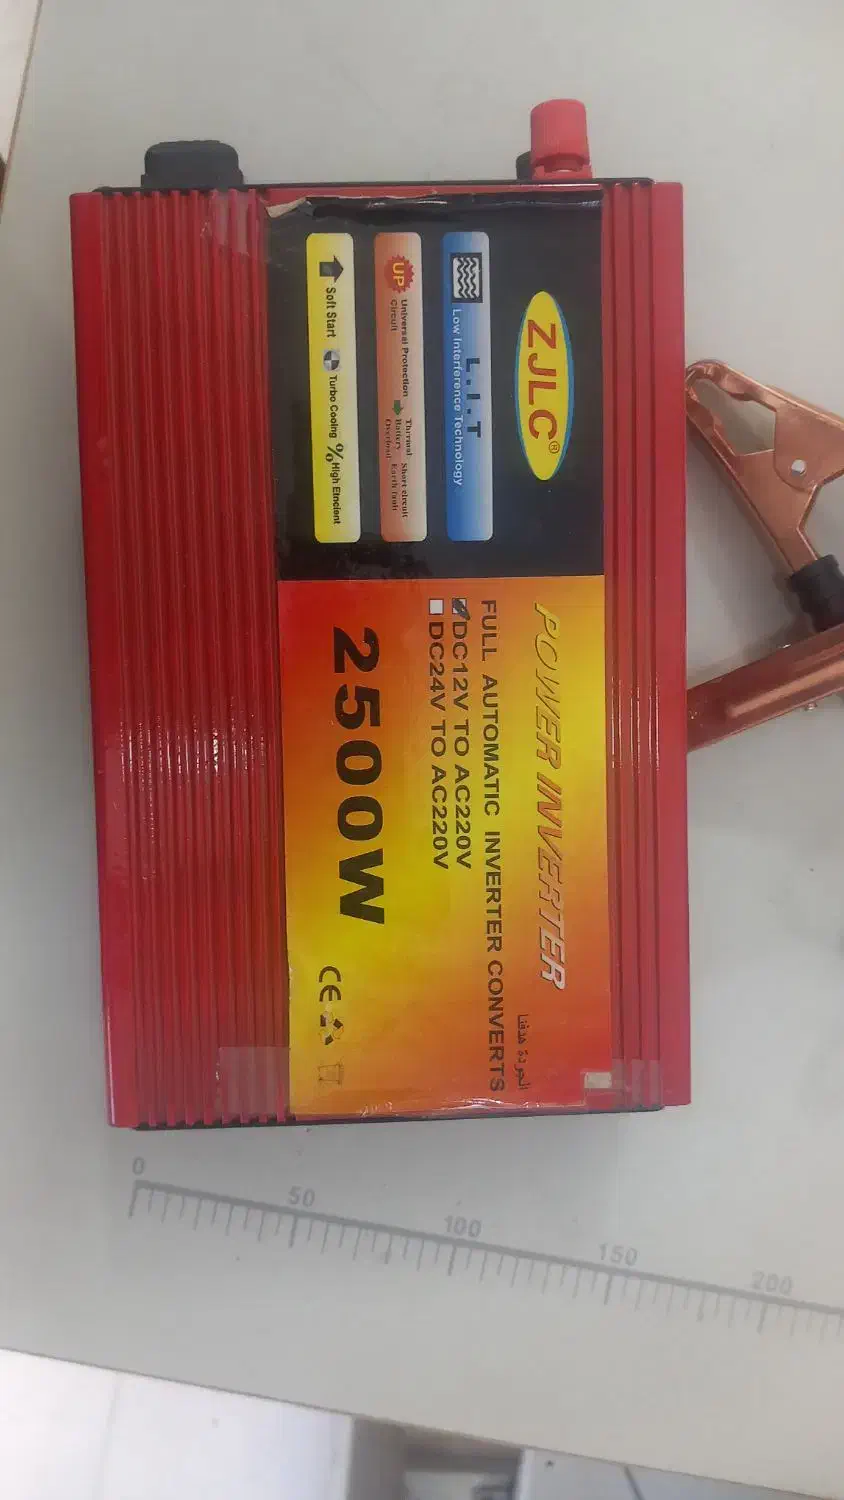 ZJLC®
L.I.T
Low Interference Technology
UP
Universal Protection
Circuit
Thermal Short circuit
Battery
Overload Earth fault
Soft Start
Turbo Cooling
% High Efficient
POWER INVERTER
الجودة هدفنا
FULL AUTOMATIC INVERTER CONVERTS
DC12V TO AC220V
DC24V TO AC220V
2500W
CE
0 50 100 150 200